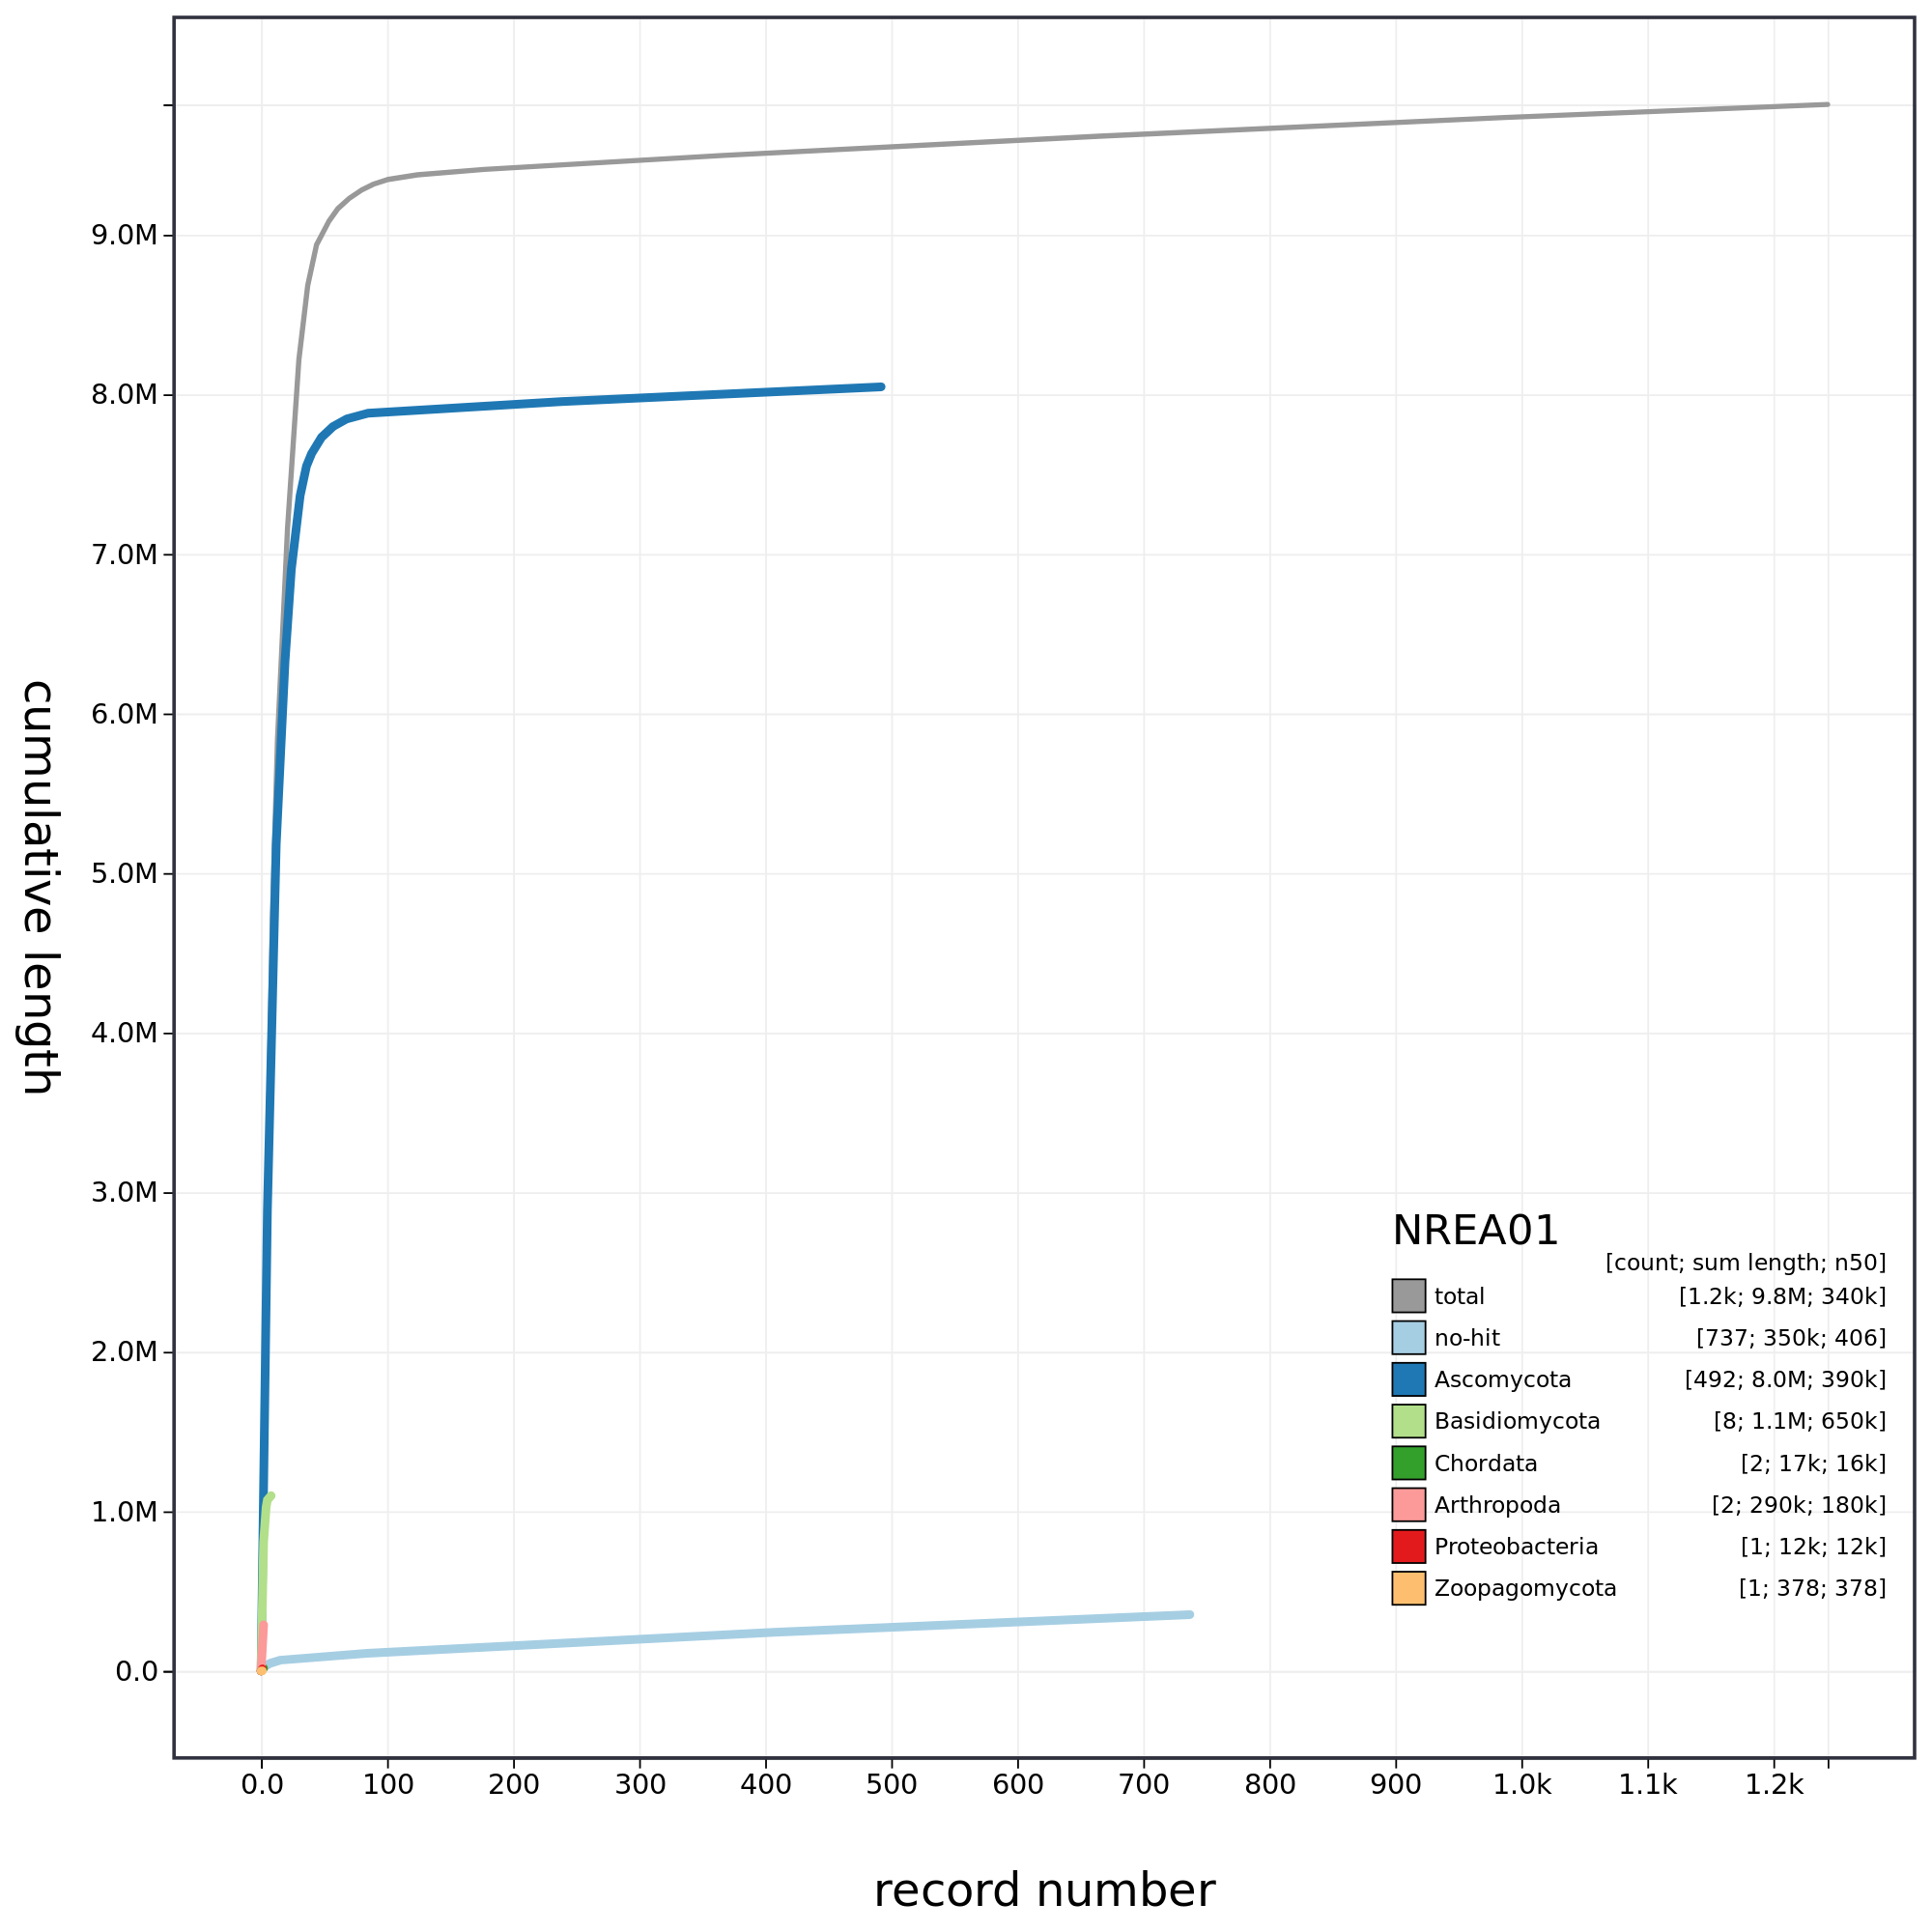 9.0M
8.0M
7.0M
6.0M
5.0M
4.0M
3.0M
2.0M
1.0M
0.0
cumulative length
NREA01
[count; sum length; n50]
total [1.2k; 9.8M; 340k]
no-hit [737; 350k; 406]
Ascomycota [492; 8.0M; 390k]
Basidiomycota [8; 1.1M; 650k]
Chordata [2; 17k; 16k]
Arthropoda [2; 290k; 180k]
Proteobacteria [1; 12k; 12k]
Zoopagomycota [1; 378; 378]
0.0 100 200 300 400 500 600 700 800 900 1.0k 1.1k 1.2k
record number